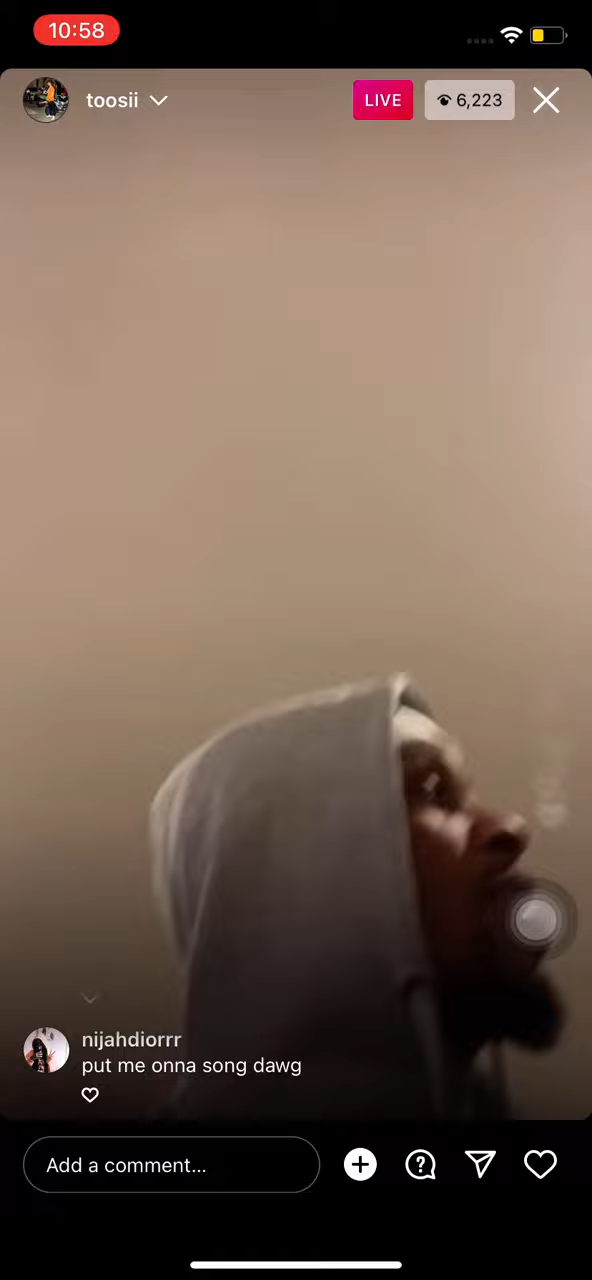 10:58
toosii
LIVE
6,223
nijahdiorrr
put me onna song dawg
Add a comment...